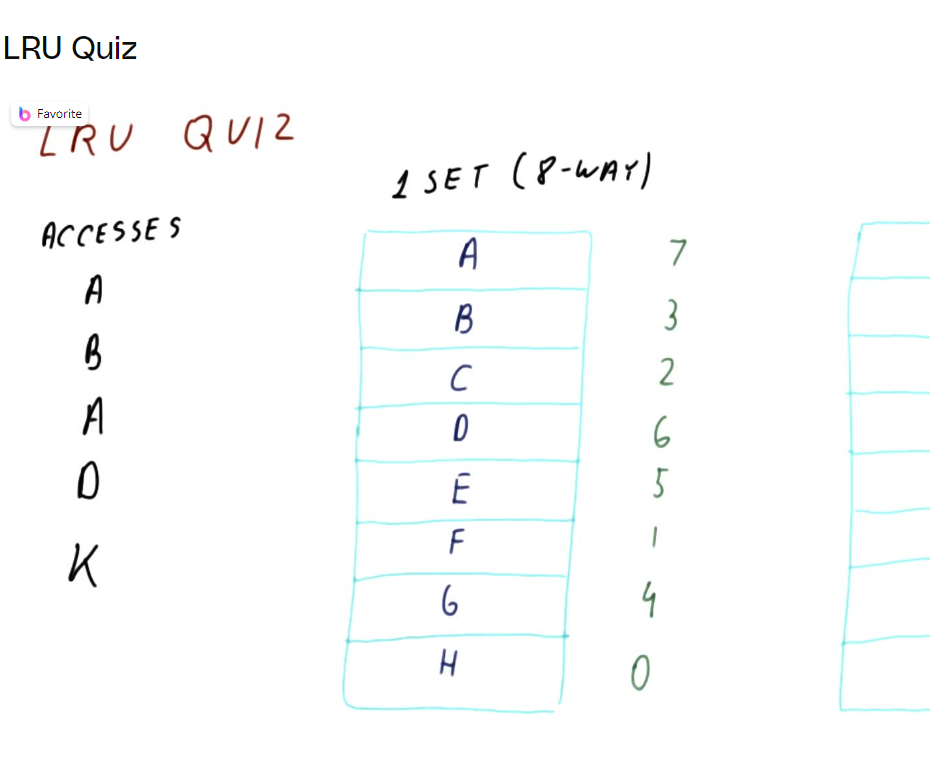 LRU Quiz
Favorite
LRU QUIZ
1 SET (8-WAY)
ACCESSES
A
B
A
D
K
A 7
B 3
C 2
D 6
E 5
F 1
G 4
H 0